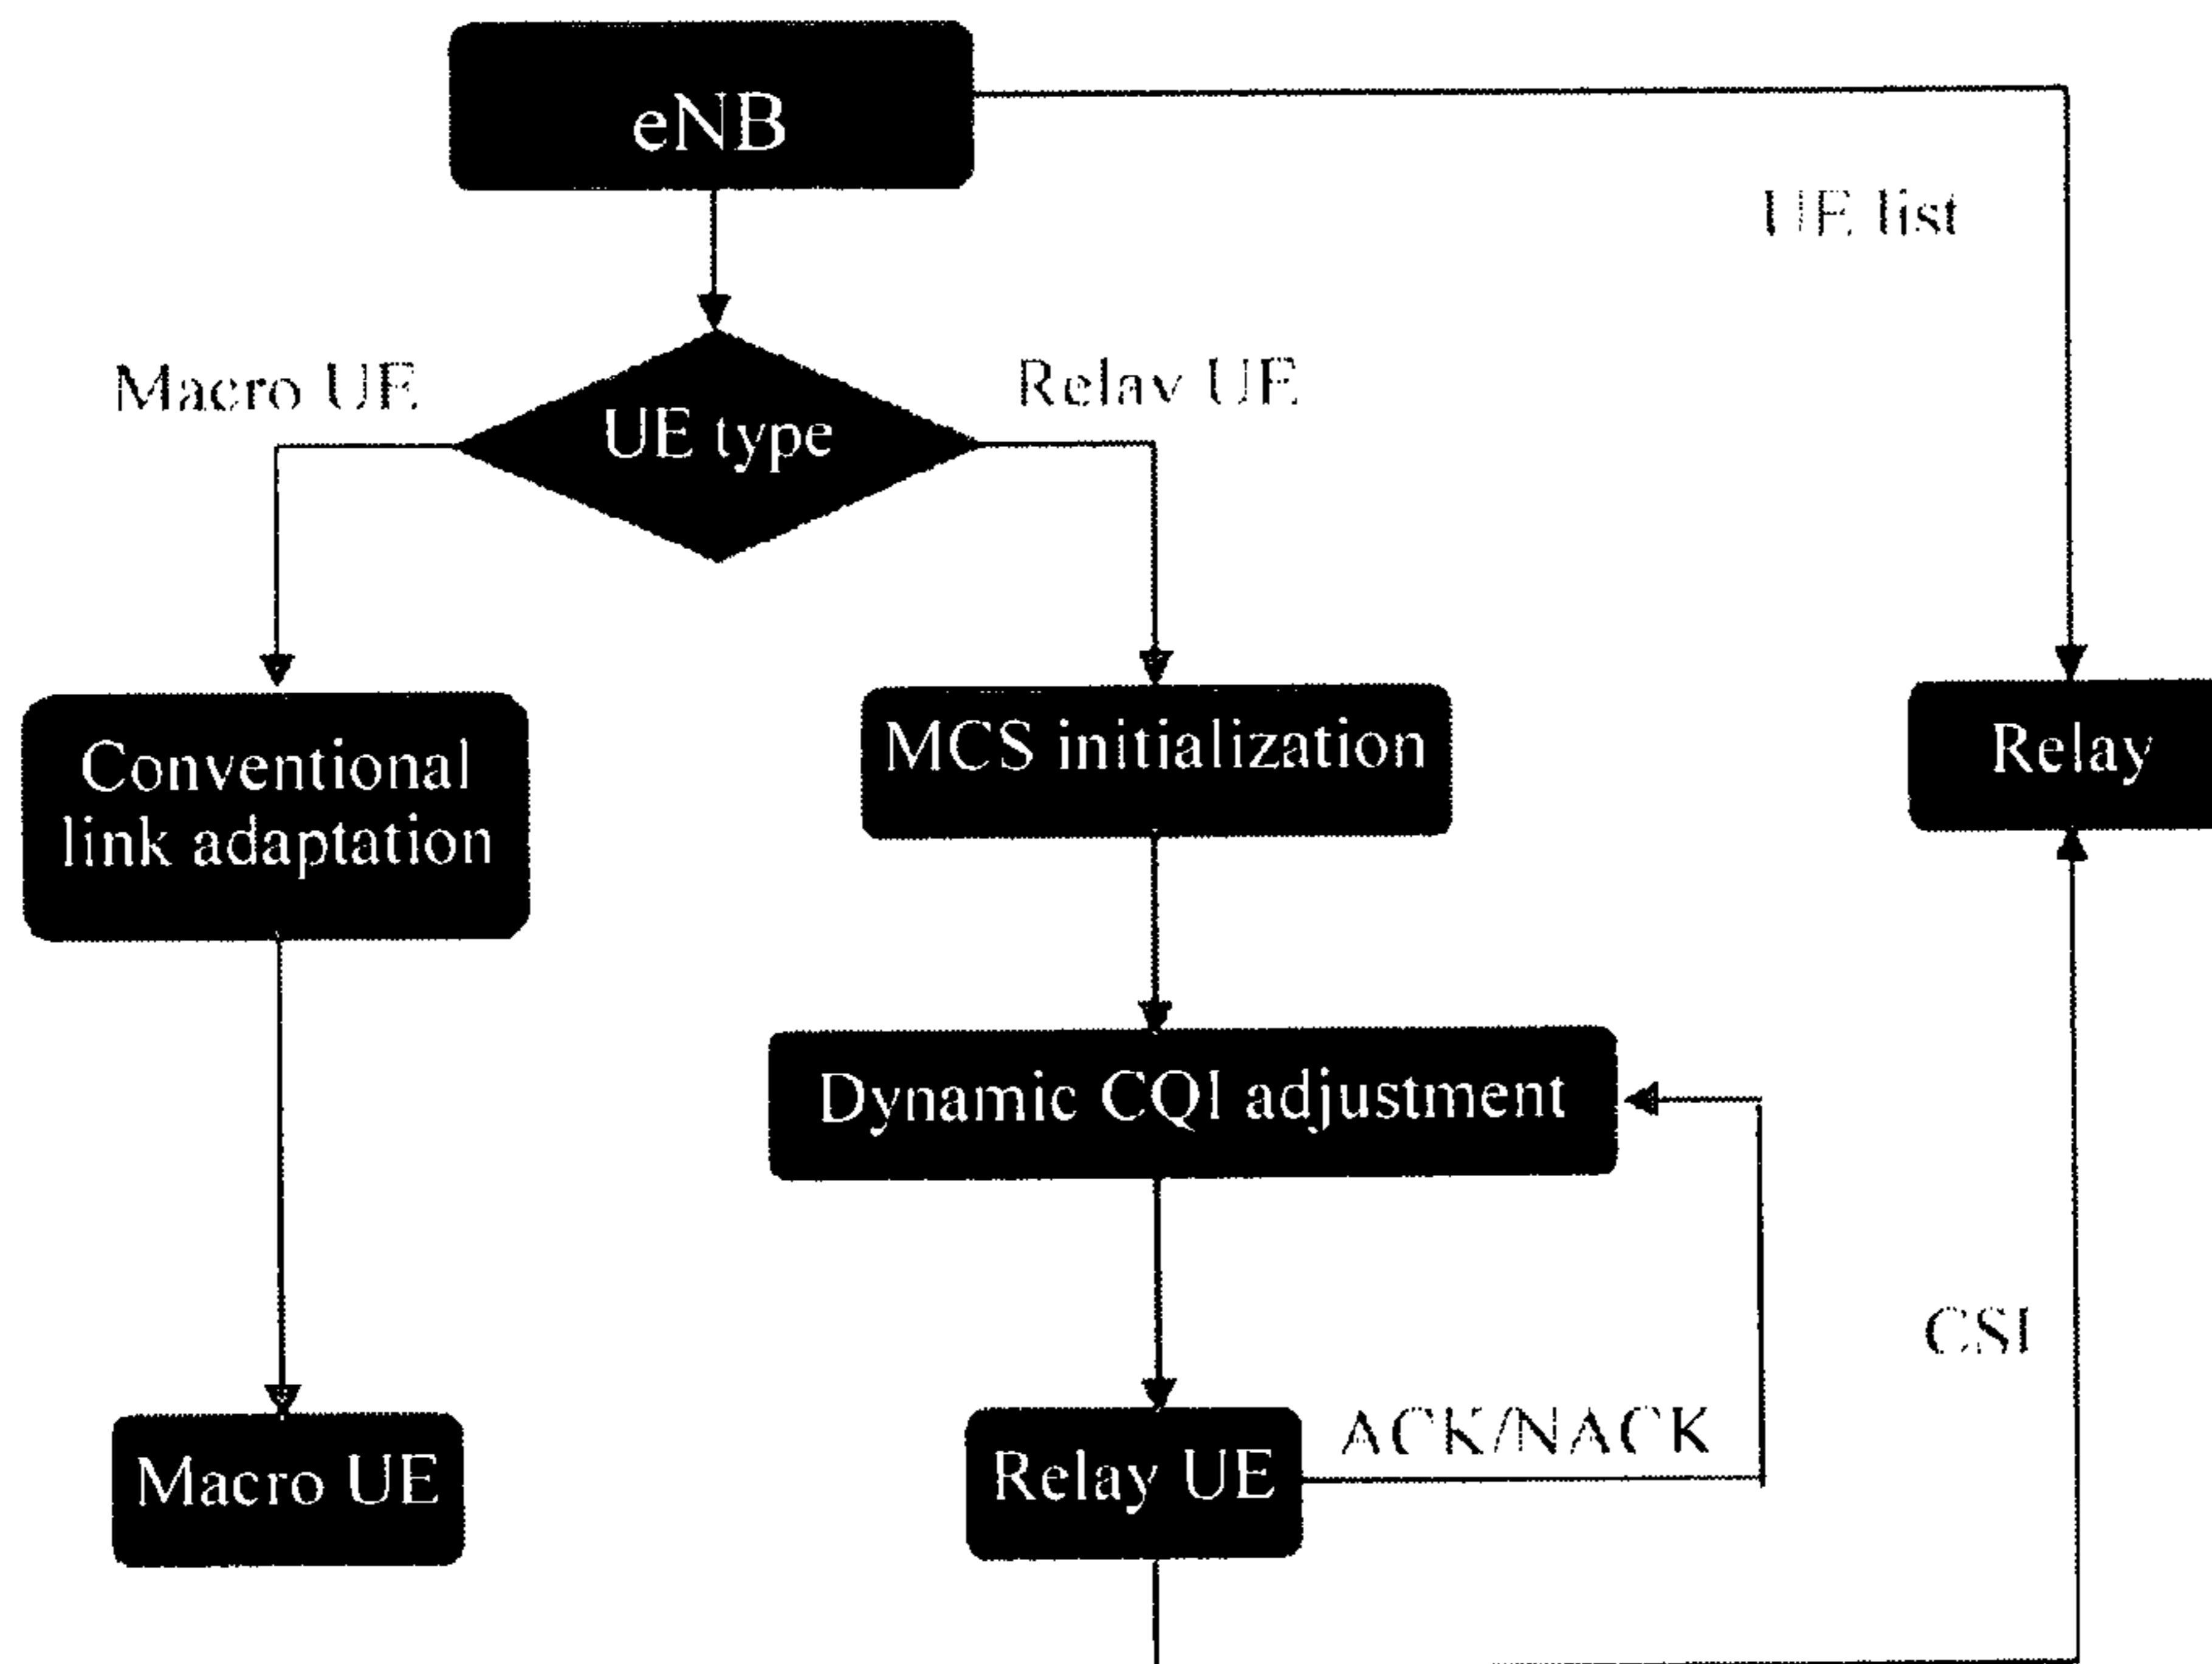 eNB
UE list
Macro UE
Relay UE
UE type
Conventional
link adaptation
MCS initialization
Relay
Dynamic CQI adjustment
CSI
ACK/NACK
Macro UE
Relay UE